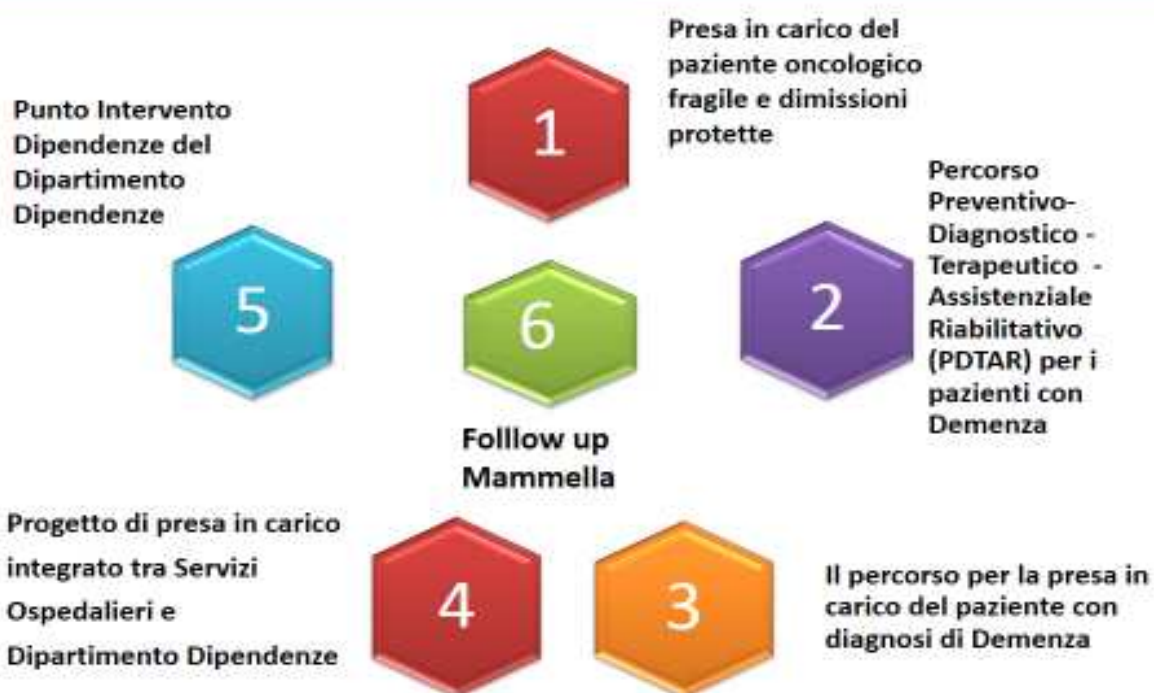 1
Presa in carico del
paziente oncologico
fragile e dimissioni
protette
2
Percorso
Preventivo-
Diagnostico -
Terapeutico -
Assistenziale
Riabilitativo
(PDTAR) per i
pazienti con
Demenza
3
Il percorso per la presa in
carico del paziente con
diagnosi di Demenza
4
Progetto di presa in carico
integrato tra Servizi
Ospedalieri e
Dipartimento Dipendenze
5
Punto Intervento
Dipendenze del
Dipartimento
Dipendenze
6
Folllow up
Mammella